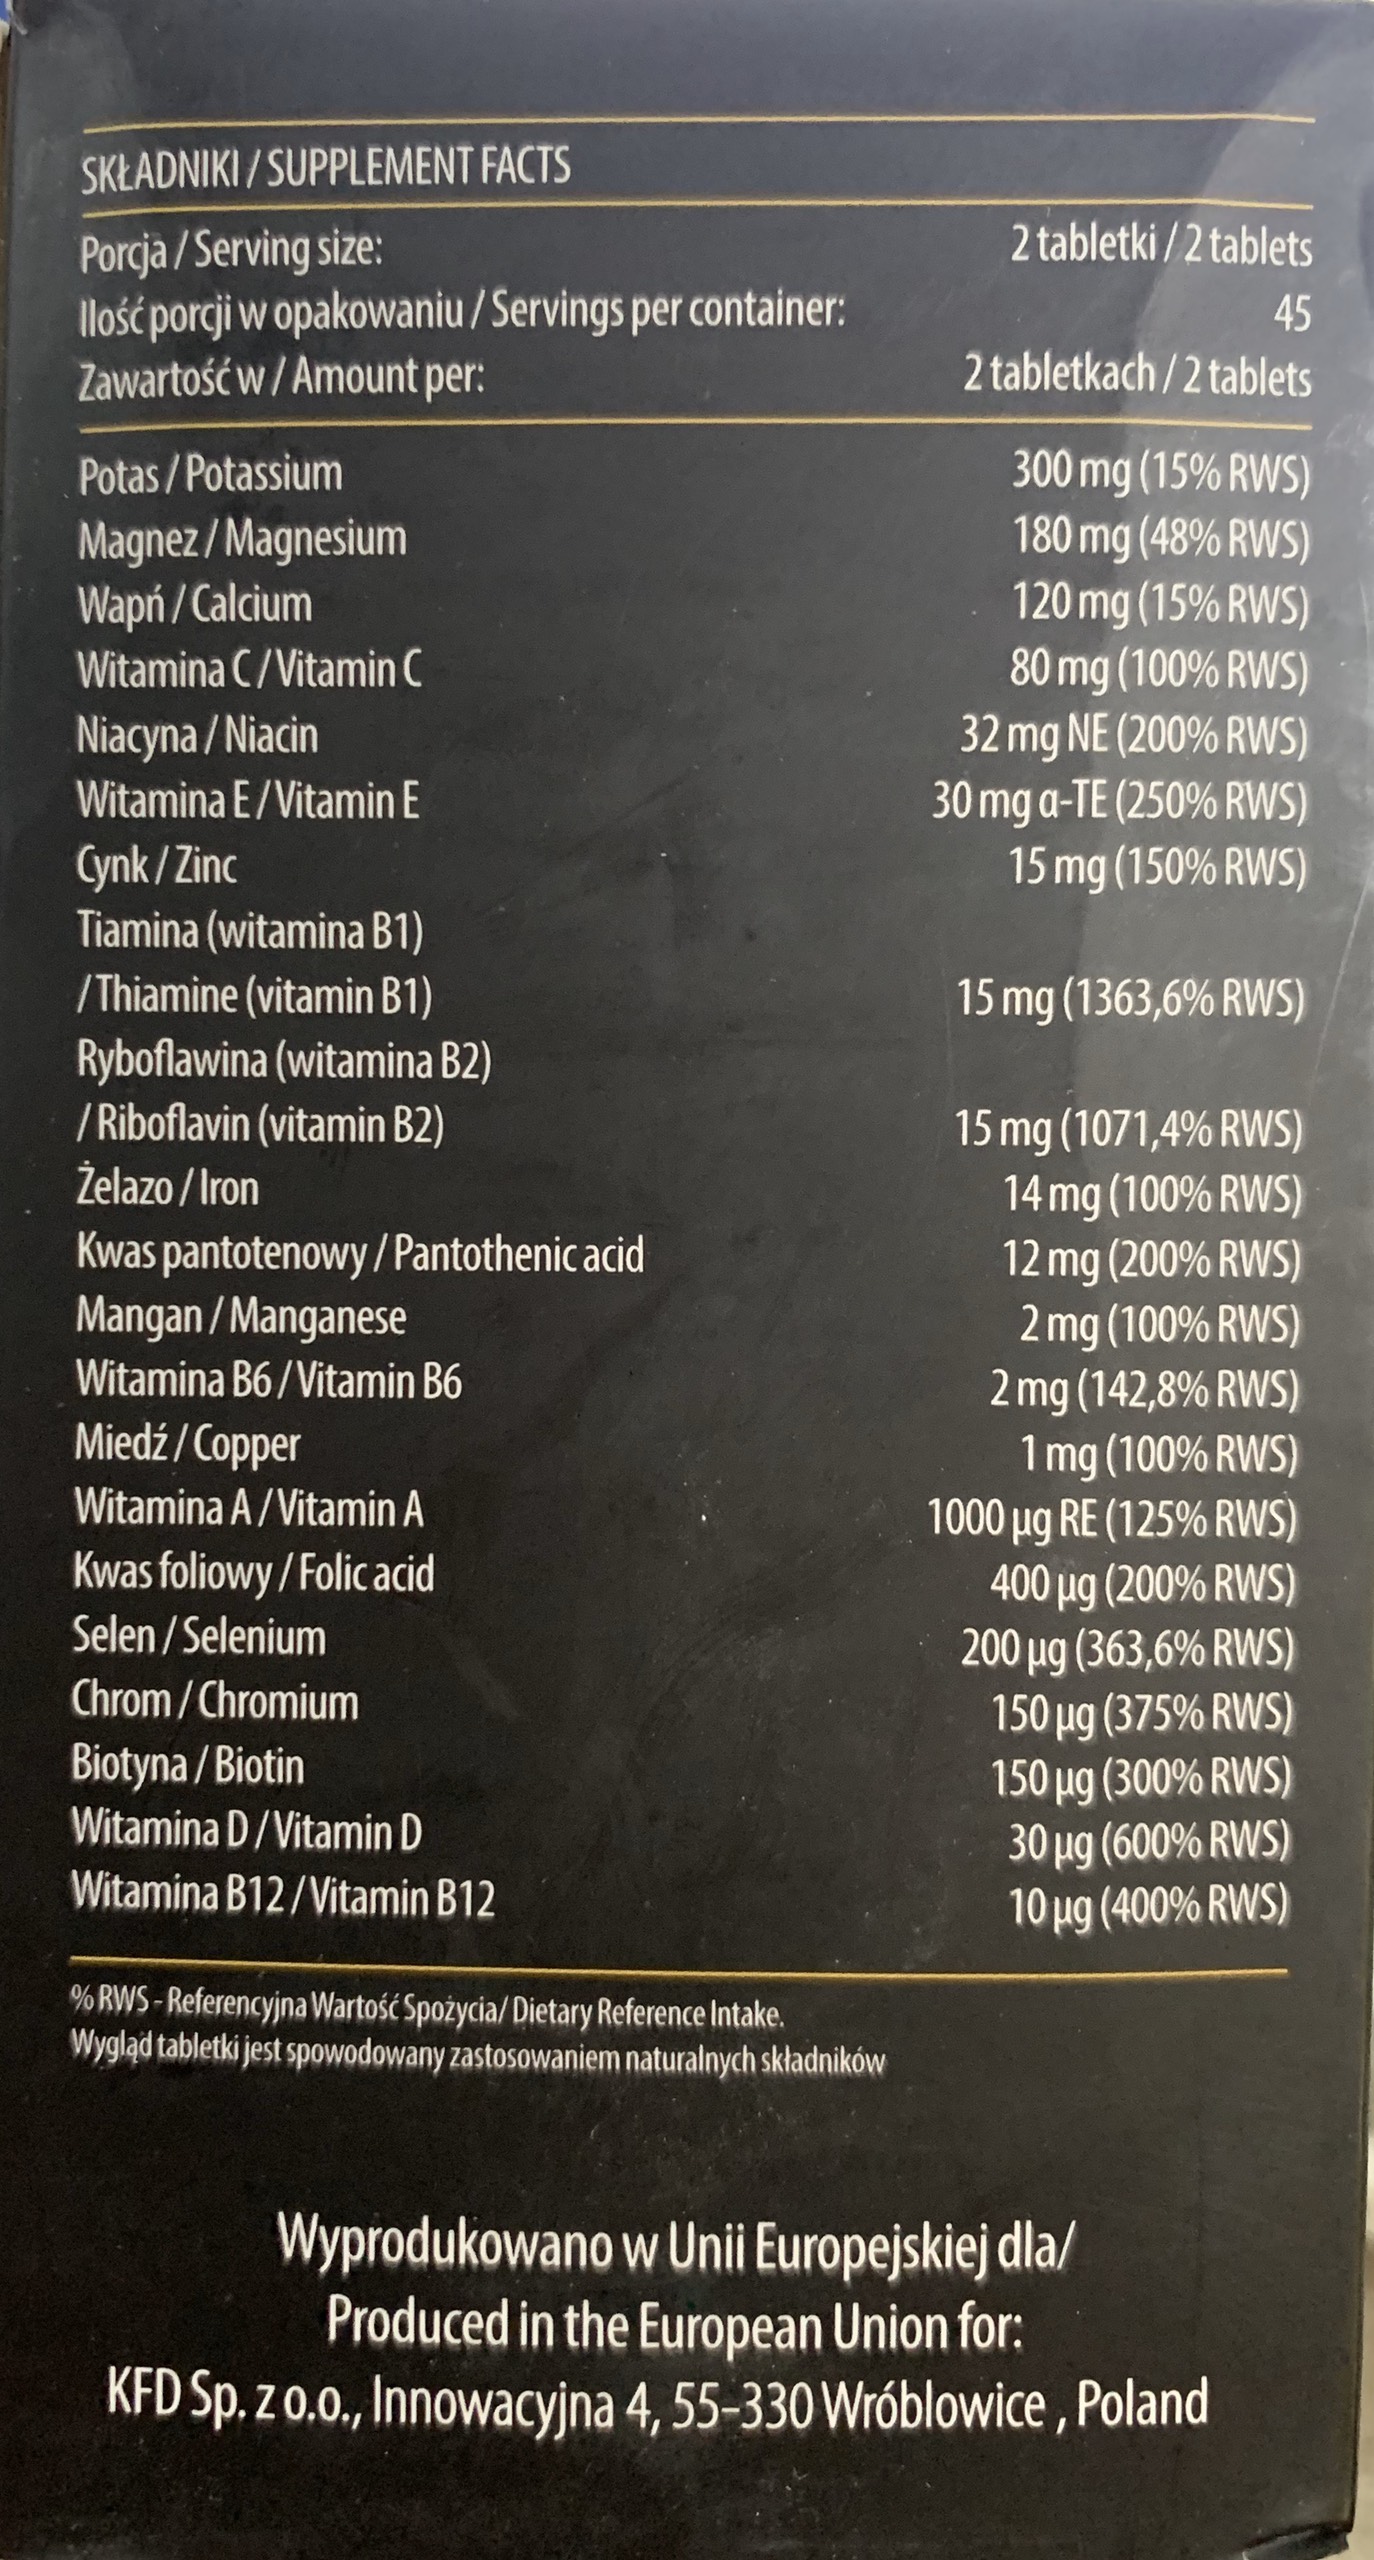 SKŁADNIKI / SUPPLEMENT FACTS
Porcja / Serving size: 2 tabletki / 2 tablets
Ilość porcji w opakowaniu / Servings per container: 45
Zawartość w / Amount per: 2 tabletkach / 2 tablets
Potas / Potassium 300 mg (15% RWS)
Magnez / Magnesium 180 mg (48% RWS)
Wapń / Calcium 120 mg (15% RWS)
Witamina C / Vitamin C 80 mg (100% RWS)
Niacyna / Niacin 32 mg NE (200% RWS)
Witamina E / Vitamin E 30 mg α-TE (250% RWS)
Cynk / Zinc 15 mg (150% RWS)
Tiamina (witamina B1)
/ Thiamine (vitamin B1) 15 mg (1363,6% RWS)
Ryboflawina (witamina B2)
/ Riboflavin (vitamin B2) 15 mg (1071,4% RWS)
Żelazo / Iron 14 mg (100% RWS)
Kwas pantotenowy / Pantothenic acid 12 mg (200% RWS)
Mangan / Manganese 2 mg (100% RWS)
Witamina B6 / Vitamin B6 2 mg (142,8% RWS)
Miedź / Copper 1 mg (100% RWS)
Witamina A / Vitamin A 1000 µg RE (125% RWS)
Kwas foliowy / Folic acid 400 µg (200% RWS)
Selen / Selenium 200 µg (363,6% RWS)
Chrom / Chromium 150 µg (375% RWS)
Biotyna / Biotin 150 µg (300% RWS)
Witamina D / Vitamin D 30 µg (600% RWS)
Witamina B12 / Vitamin B12 10 µg (400% RWS)
% RWS - Referencyjna Wartość Spożycia/ Dietary Reference Intake.
Wygląd tabletki jest spowodowany zastosowaniem naturalnych składników
Wyprodukowano w Unii Europejskiej dla/
Produced in the European Union for:
KFD Sp. z o.o., Innowacyjna 4, 55-330 Wróblowice , Poland